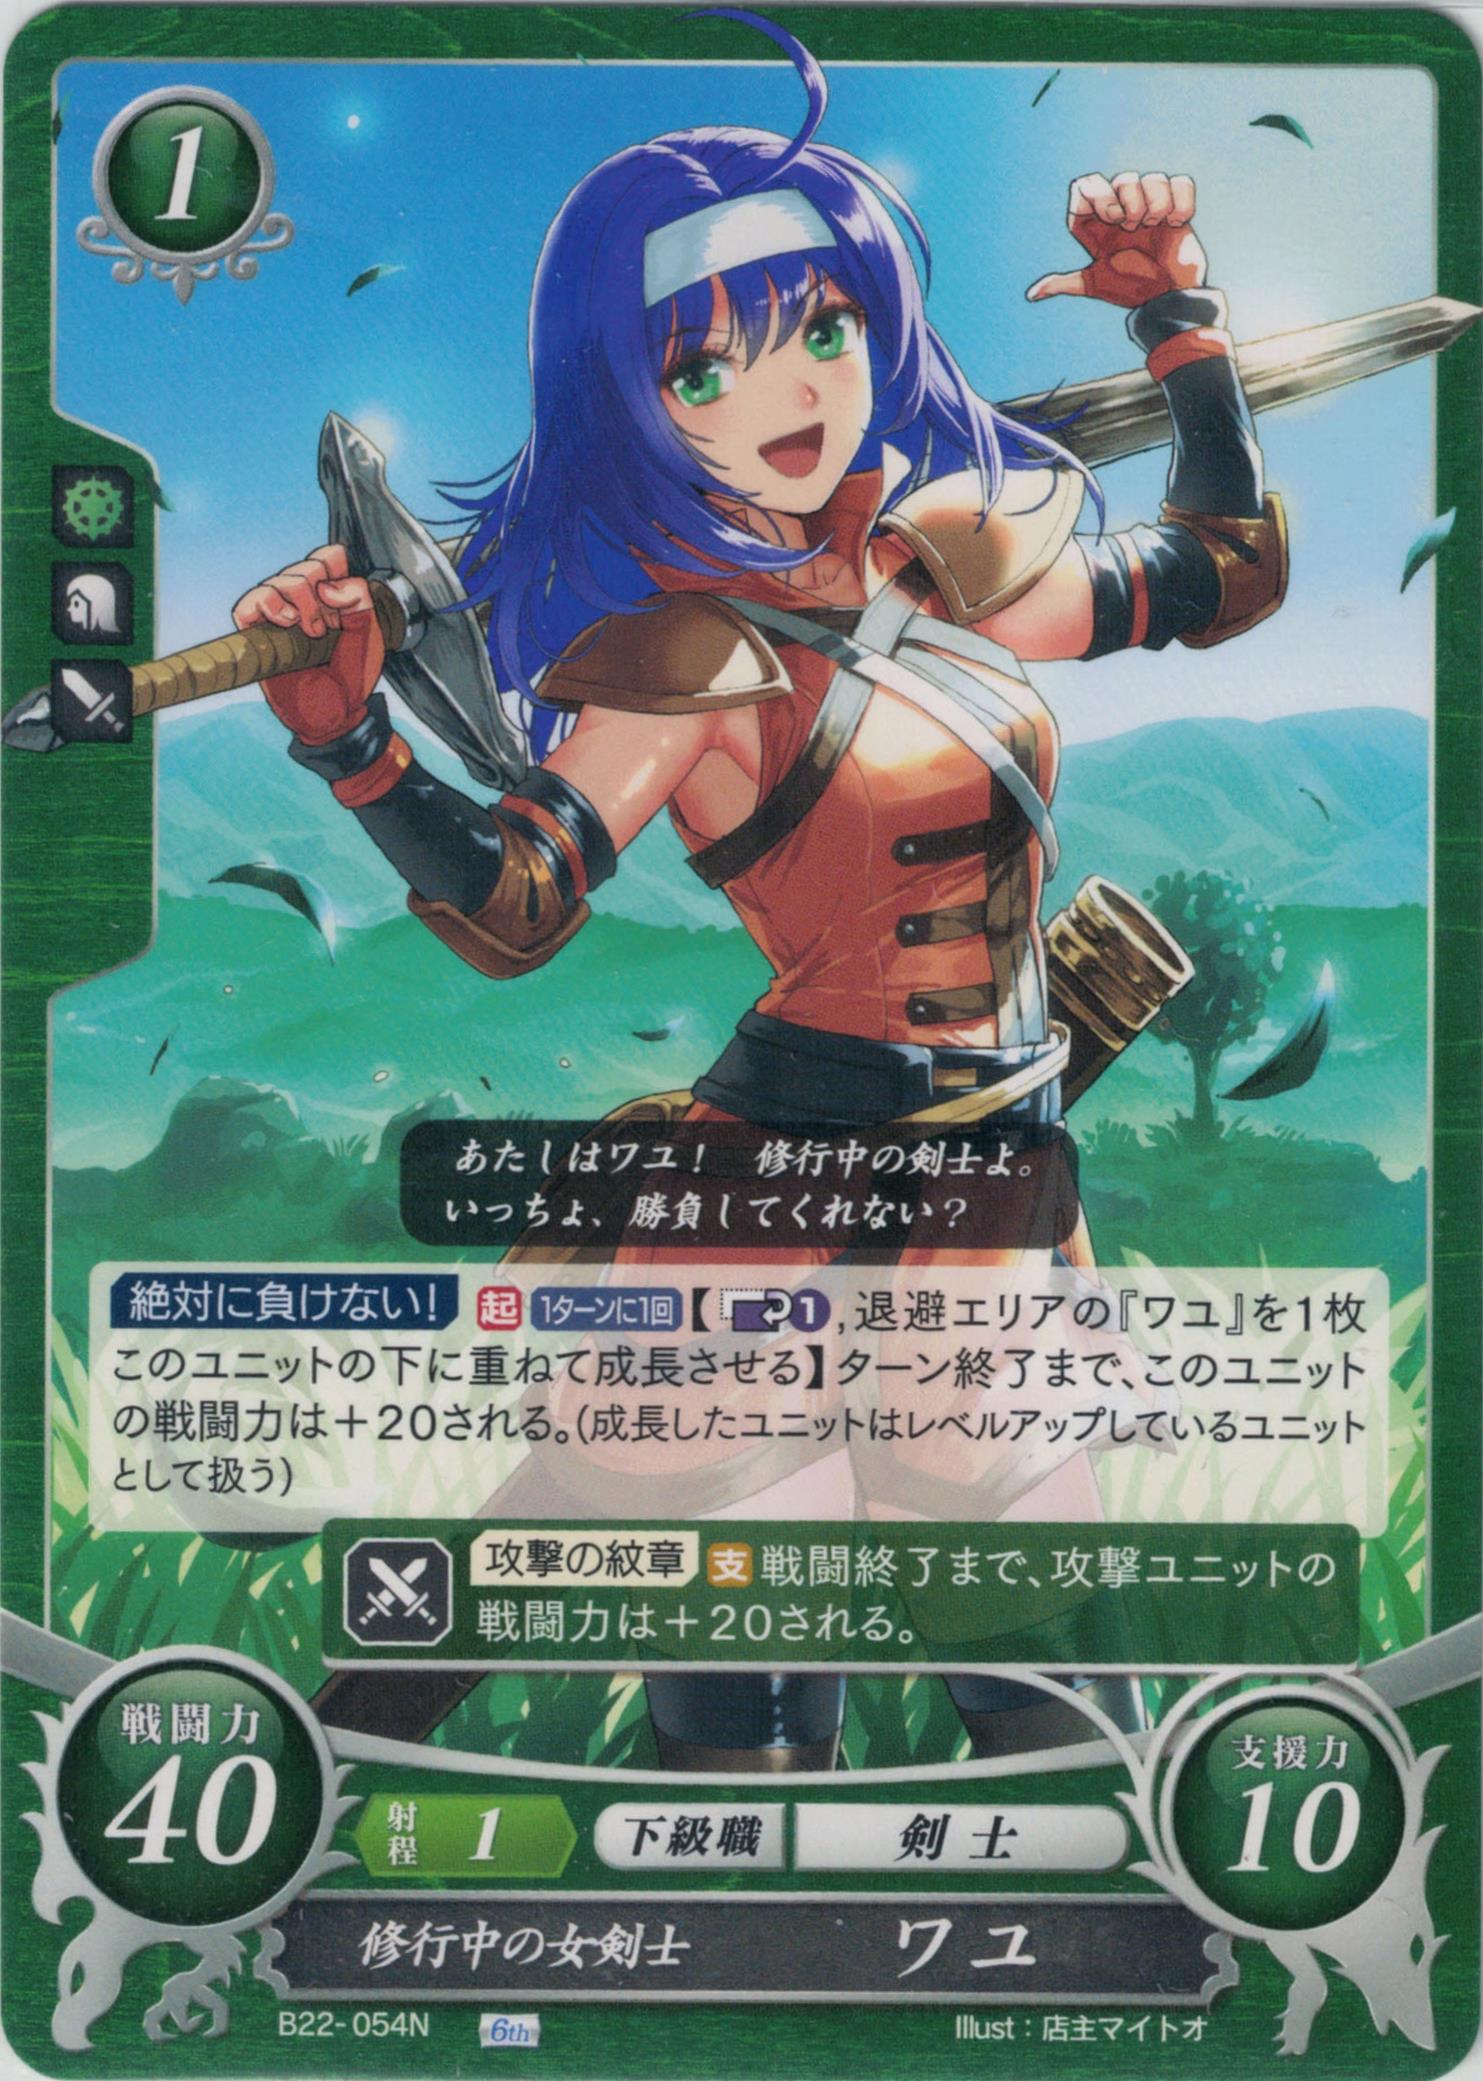 1
あたしはワユ！　修行中の剣士よ。
いっちょ、勝負してくれない？
絶対に負けない！ 起 1ターンに1回【1,退避エリアの『ワユ』を1枚
このユニットの下に重ねて成長させる】ターン終了まで、このユニット
の戦闘力は＋20される。(成長したユニットはレベルアップしているユニット
として扱う)
攻撃の紋章 支 戦闘終了まで、攻撃ユニットの
戦闘力は＋20される。
戦闘力
40
射程 1
下級職 剣士
支援力
10
修行中の女剣士 ワユ
B22-054N 6th Illust：店主マイトオ